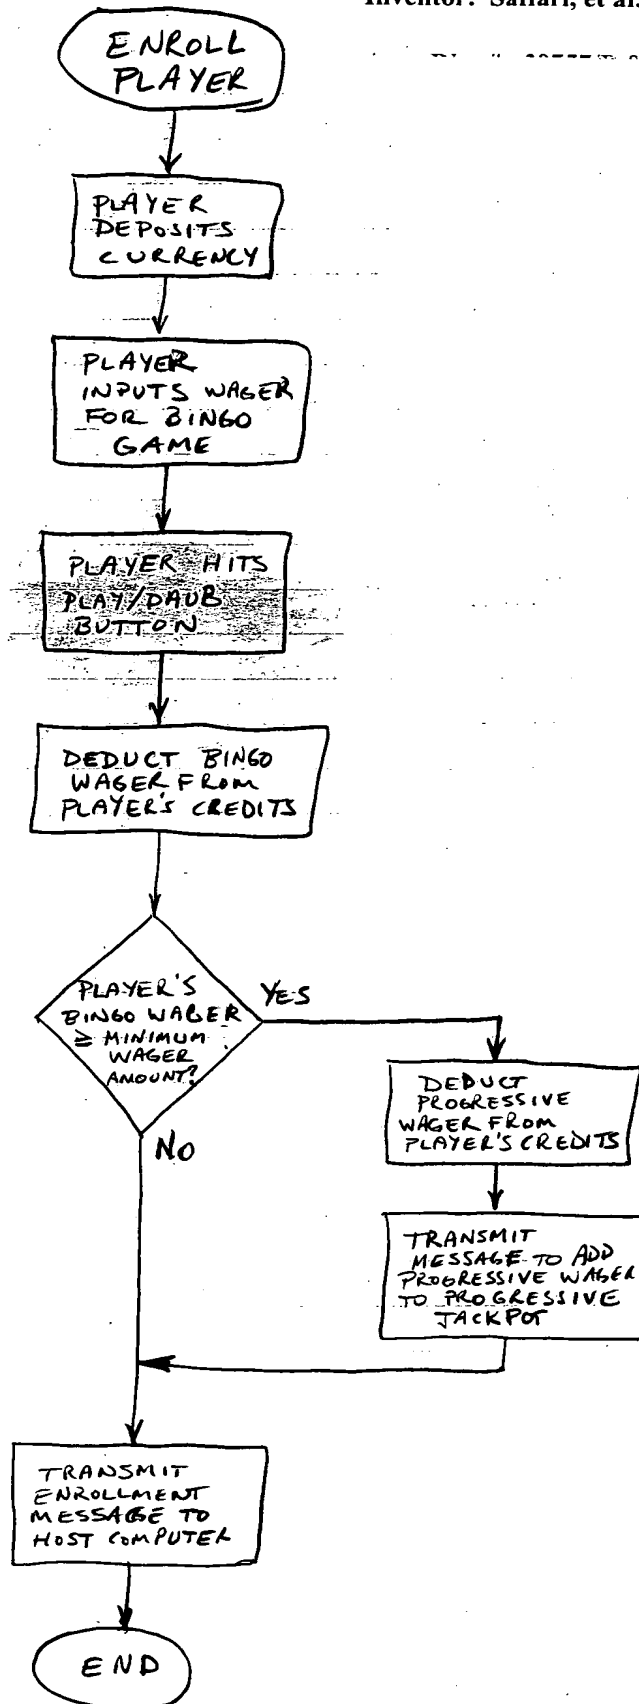 Inventor: Saffari, et al.
ENROLL
PLAYER
PLAYER
DEPOSITS
CURRENCY
PLAYER
INPUTS WAGER
FOR BINGO
GAME
PLAYER HITS
PLAY/DAUB
BUTTON
DEDUCT BINGO
WAGER FROM
PLAYER'S CREDITS
PLAYER'S
BINGO WAGER
≥ MINIMUM
WAGER
AMOUNT?
YES
DEDUCT
PROGRESSIVE
WAGER FROM
PLAYER'S CREDITS
NO
TRANSMIT
MESSAGE TO ADD
PROGRESSIVE WAGER
TO PROGRESSIVE
JACKPOT
TRANSMIT
ENROLLMENT
MESSAGE TO
HOST COMPUTER
END